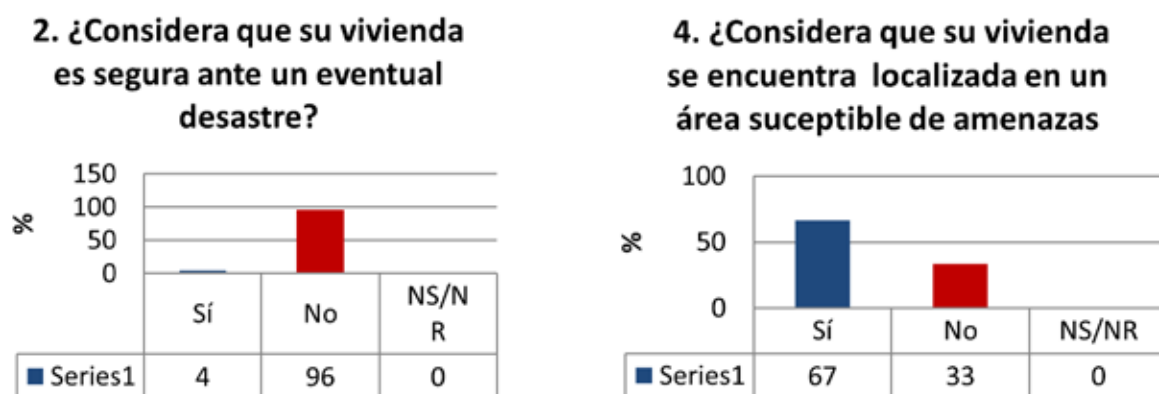 2. ¿Considera que su vivienda
es segura ante un eventual
desastre?
150
100
50
0
%
Sí No NS/N
R
Series1 4 96 0
4. ¿Considera que su vivienda
se encuentra localizada en un
área suceptible de amenazas
100
50
0
%
Sí No NS/NR
Series1 67 33 0